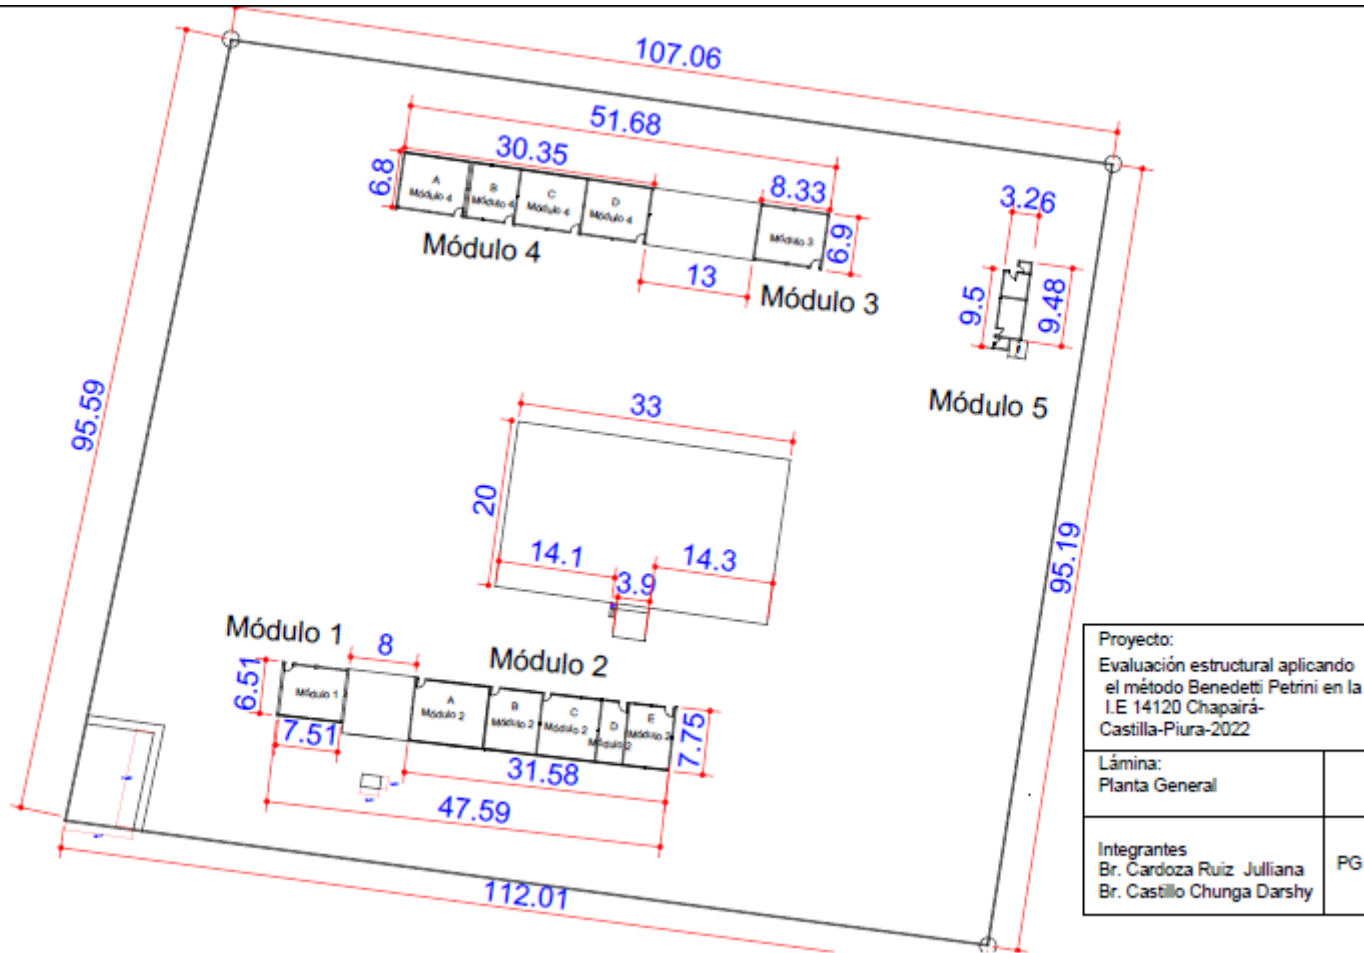 107.06
51.68
30.35
6.8
A
Módulo 4
B
Módulo 4
C
Módulo 4
D
Módulo 4
8.33
Módulo 3
6.9
3.26
Módulo 4
13
Módulo 3
9.5
9.48
Módulo 5
95.59
33
20
14.1
3.9
14.3
95.19
Módulo 1
8
Módulo 2
6.51
Módulo 1
7.51
A
Módulo 2
B
Módulo 2
C
Módulo 2
D
Módulo 2
E
Módulo 2
7.75
31.58
47.59
112.01
Proyecto:
Evaluación estructural aplicando
el método Benedetti Petrini en la
I.E 14120 Chapairá-
Castilla-Piura-2022
Lámina:
Planta General
Integrantes
Br. Cardoza Ruiz Julliana
Br. Castillo Chunga Darshy
PG